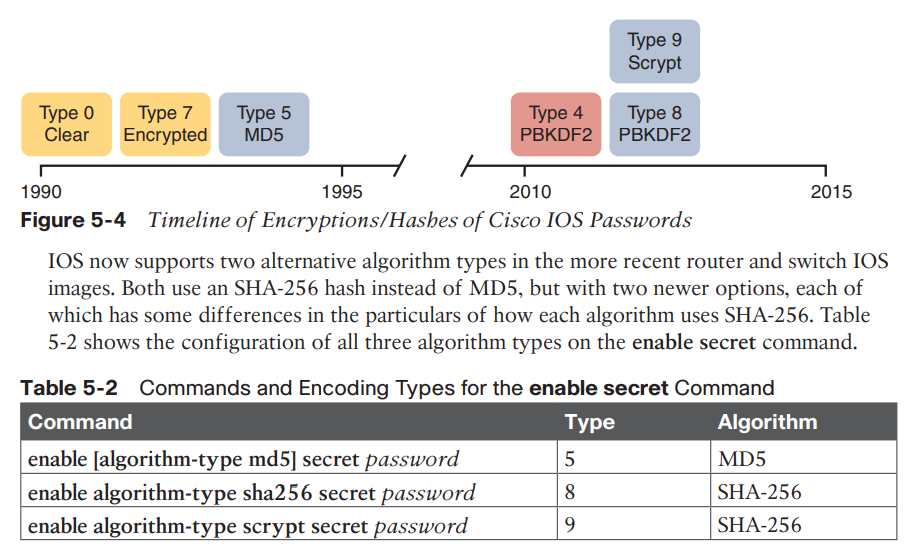 Type 9
Scrypt
Type 0
Clear
Type 7
Encrypted
Type 5
MD5
Type 4
PBKDF2
Type 8
PBKDF2
1990
1995
2010
2015
Figure 5-4 Timeline of Encryptions/Hashes of Cisco IOS Passwords
IOS now supports two alternative algorithm types in the more recent router and switch IOS
images. Both use an SHA-256 hash instead of MD5, but with two newer options, each of
which has some differences in the particulars of how each algorithm uses SHA-256. Table
5-2 shows the configuration of all three algorithm types on the enable secret command.
Table 5-2 Commands and Encoding Types for the enable secret Command
Command Type Algorithm
enable [algorithm-type md5] secret password 5 MD5
enable algorithm-type sha256 secret password 8 SHA-256
enable algorithm-type scrypt secret password 9 SHA-256